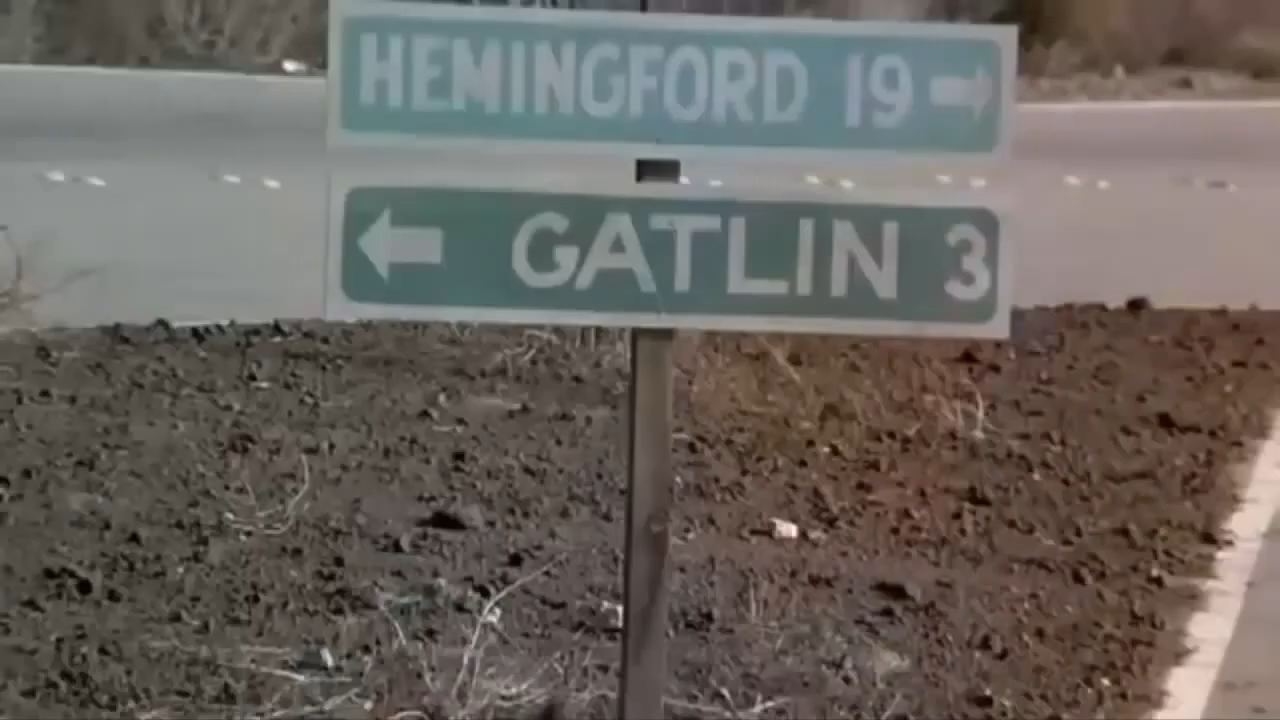 HEMINGFORD 19 →
← GATLIN 3